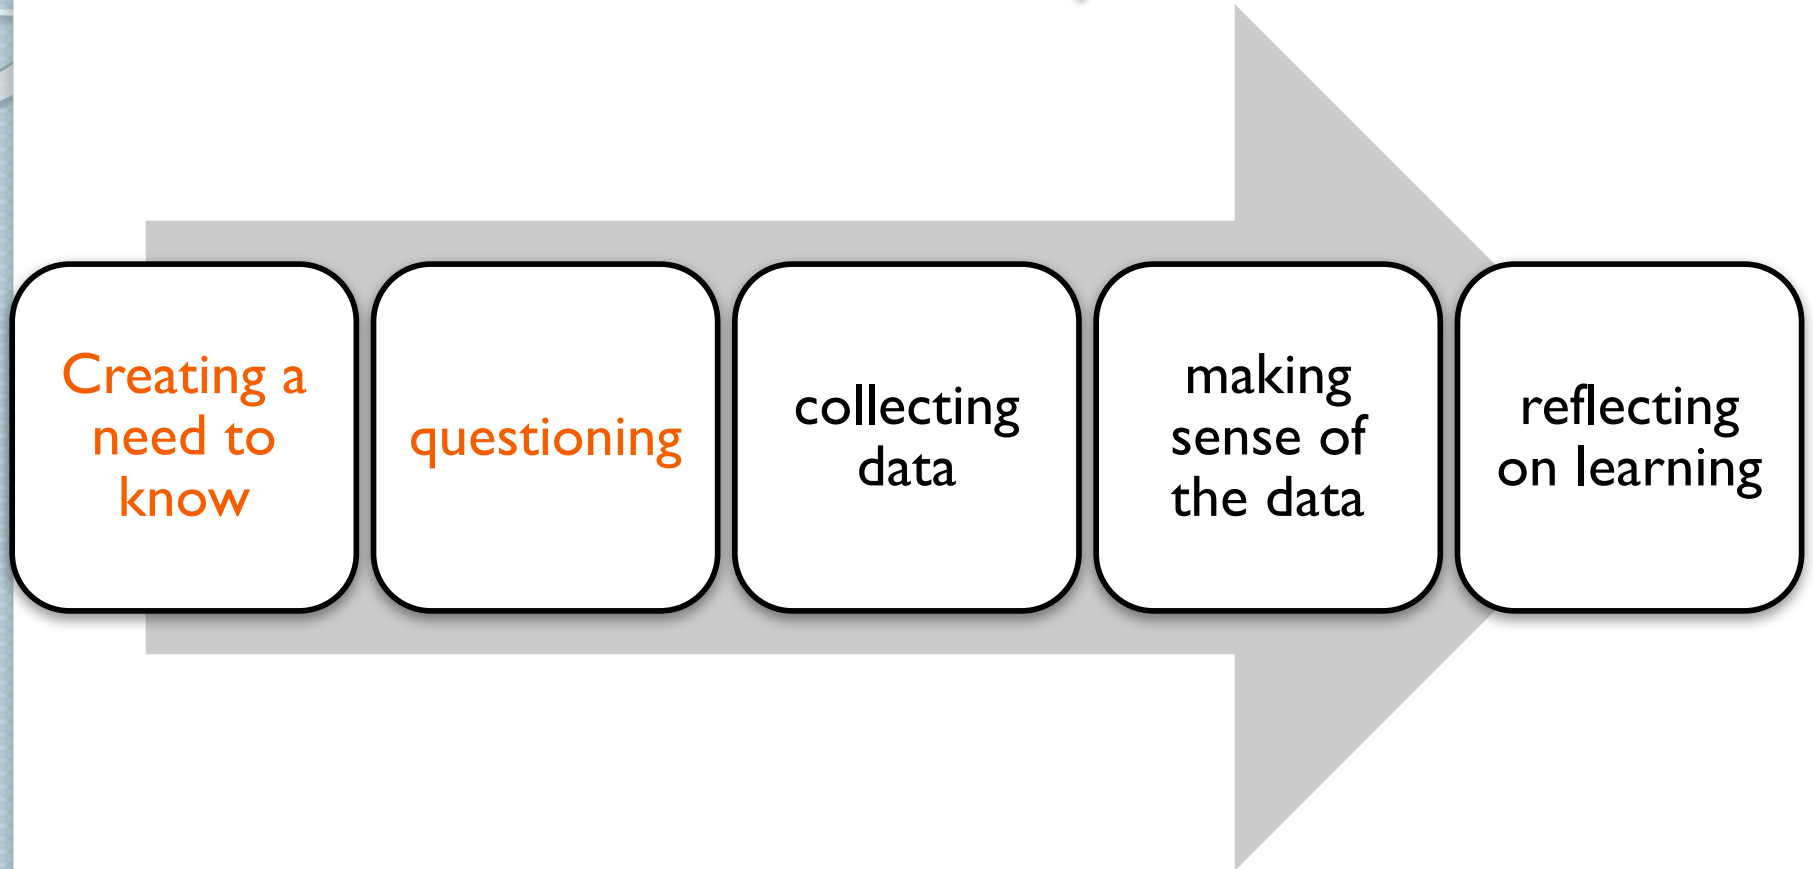 Creating a
need to
know
questioning
collecting
data
making
sense of
the data
reflecting
on learning